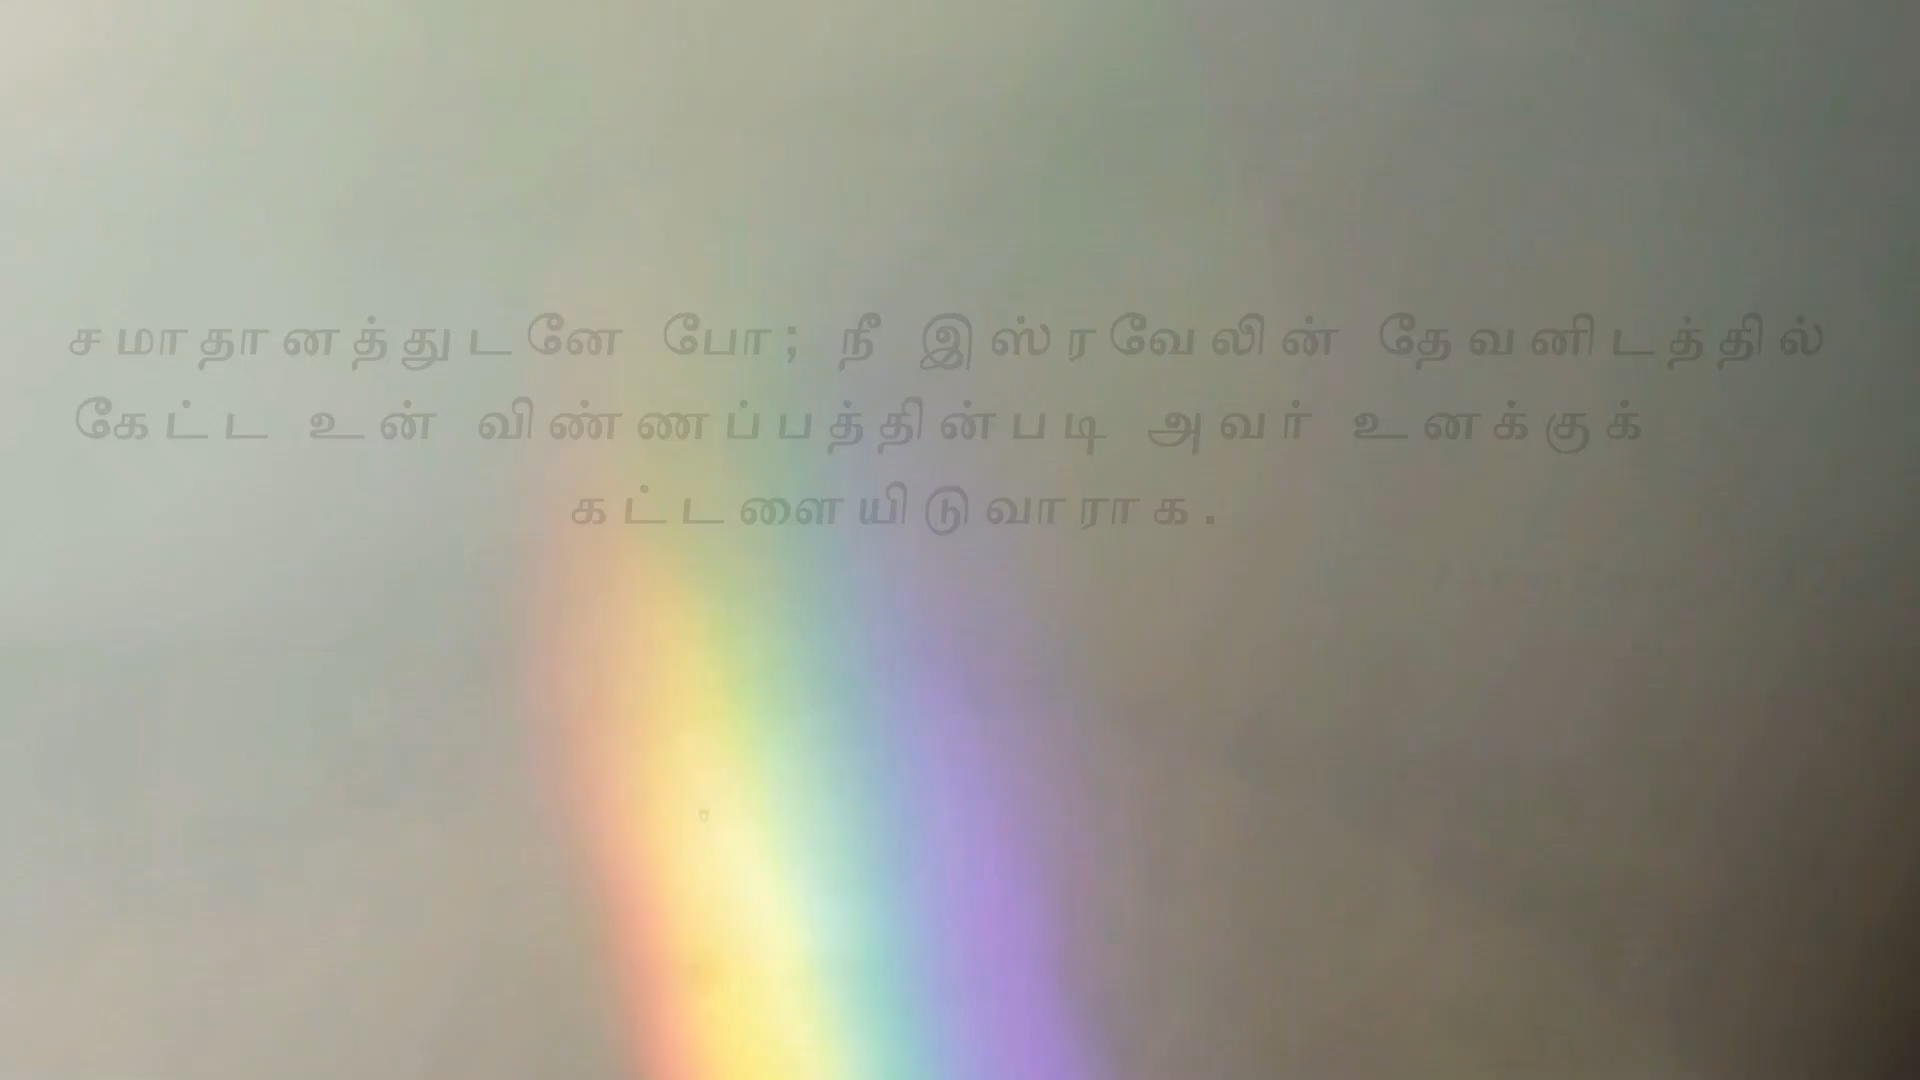 சமாதானத்துடனே போ; நீ இஸ்ரவேலின் தேவனிடத்தில்
கேட்ட உன் விண்ணப்பத்தின்படி அவர் உனக்குக்
கட்டளையிடுவாராக.